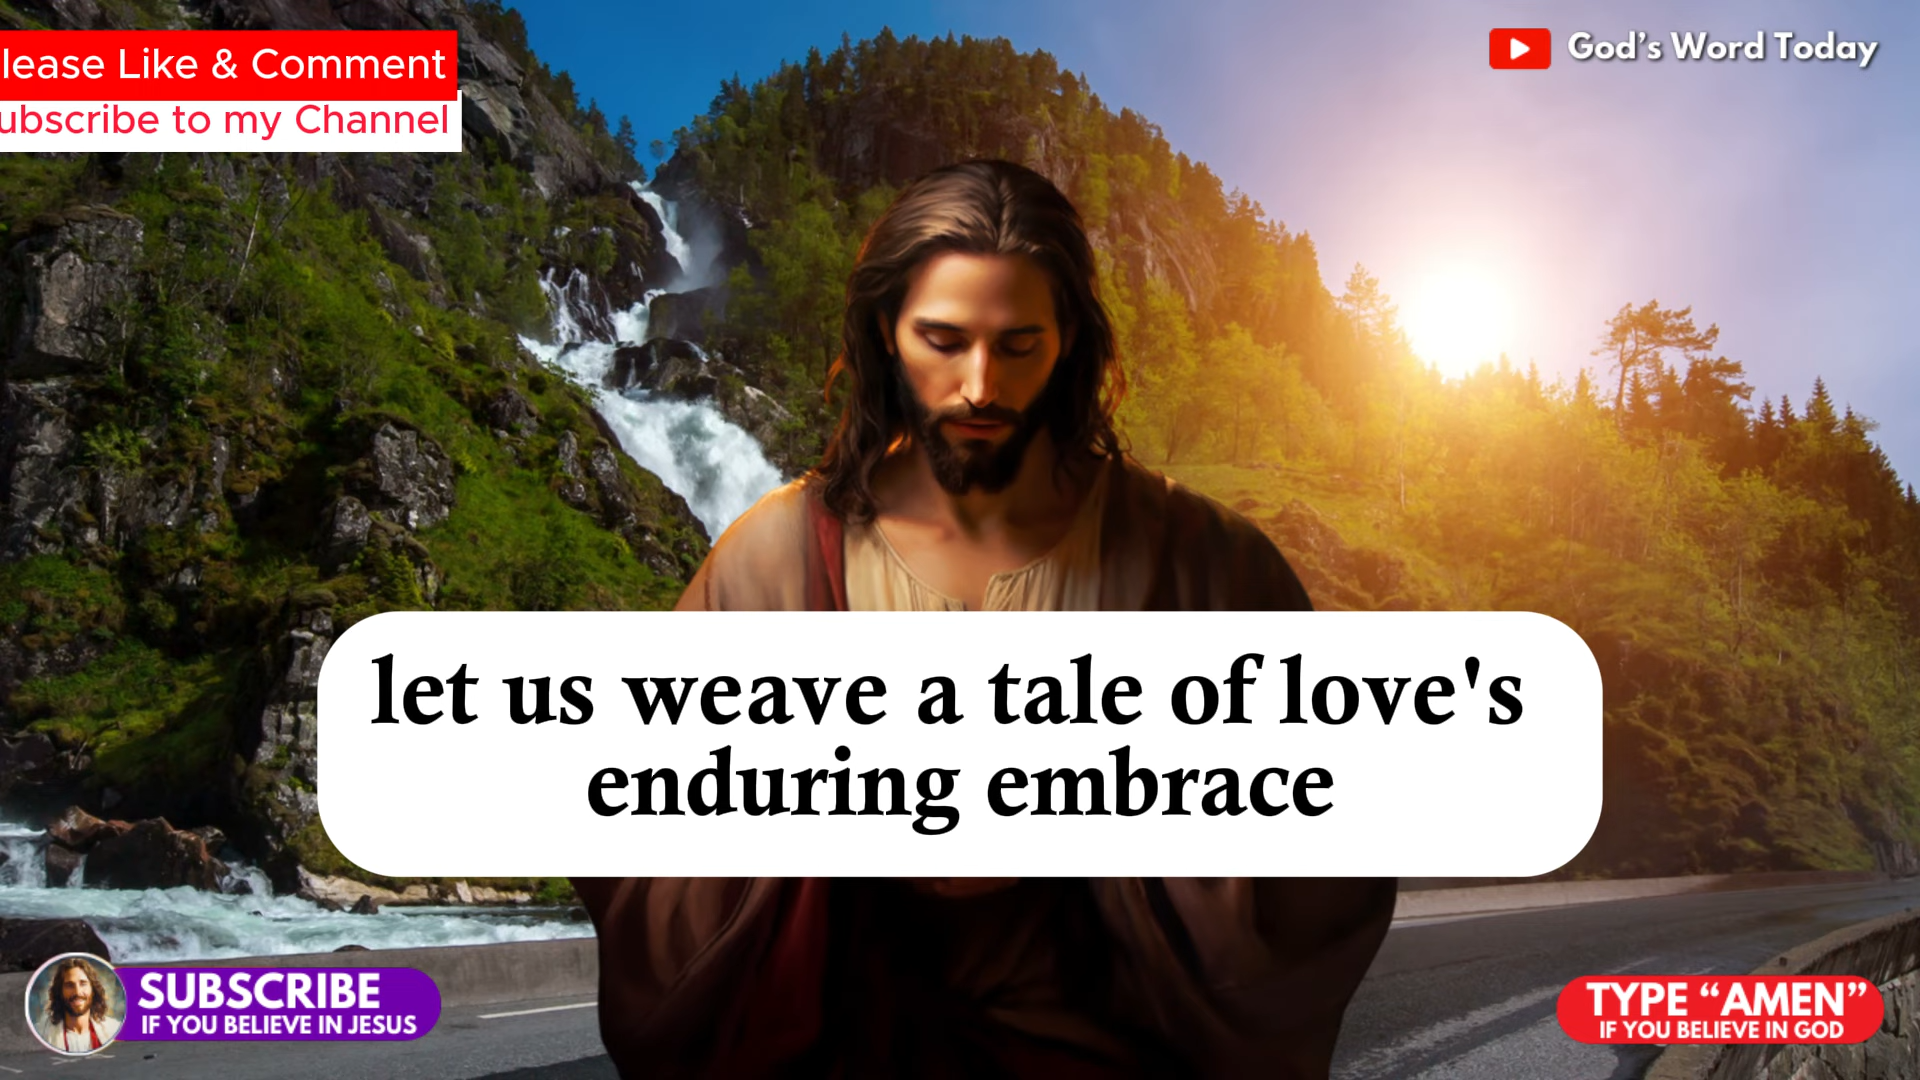 lease Like & Comment
ubscribe to my Channel
God's Word Today
let us weave a tale of love's
enduring embrace
SUBSCRIBE
IF YOU BELIEVE IN JESUS
TYPE “AMEN”
IF YOU BELIEVE IN GOD